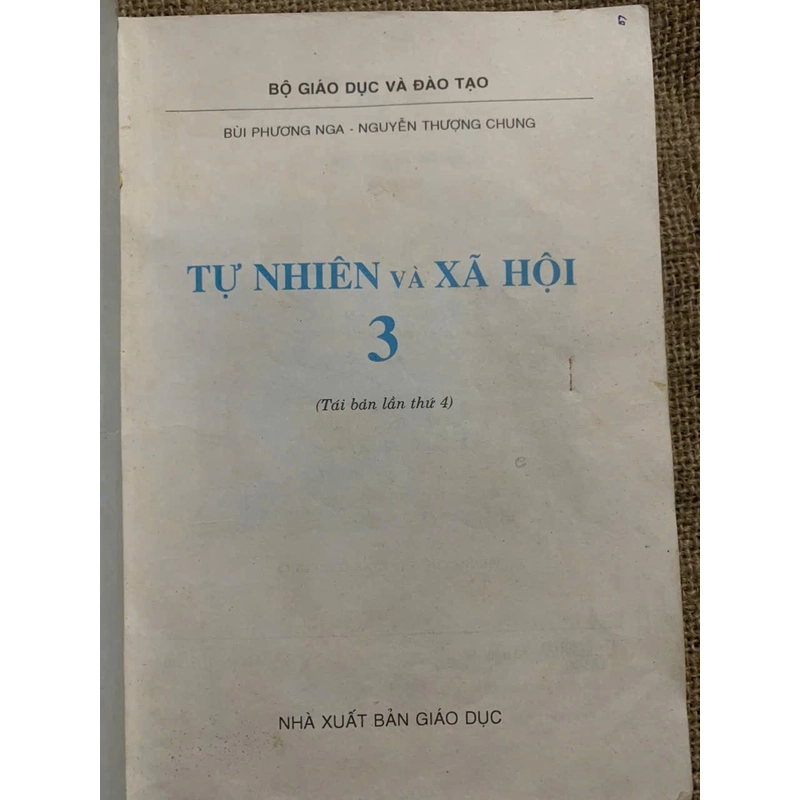 BỘ GIÁO DỤC VÀ ĐÀO TẠO
BÙI PHƯƠNG NGA - NGUYỄN THƯỢNG CHUNG
TỰ NHIÊN VÀ XÃ HỘI
3
(Tái bản lần thứ 4)
NHÀ XUẤT BẢN GIÁO DỤC